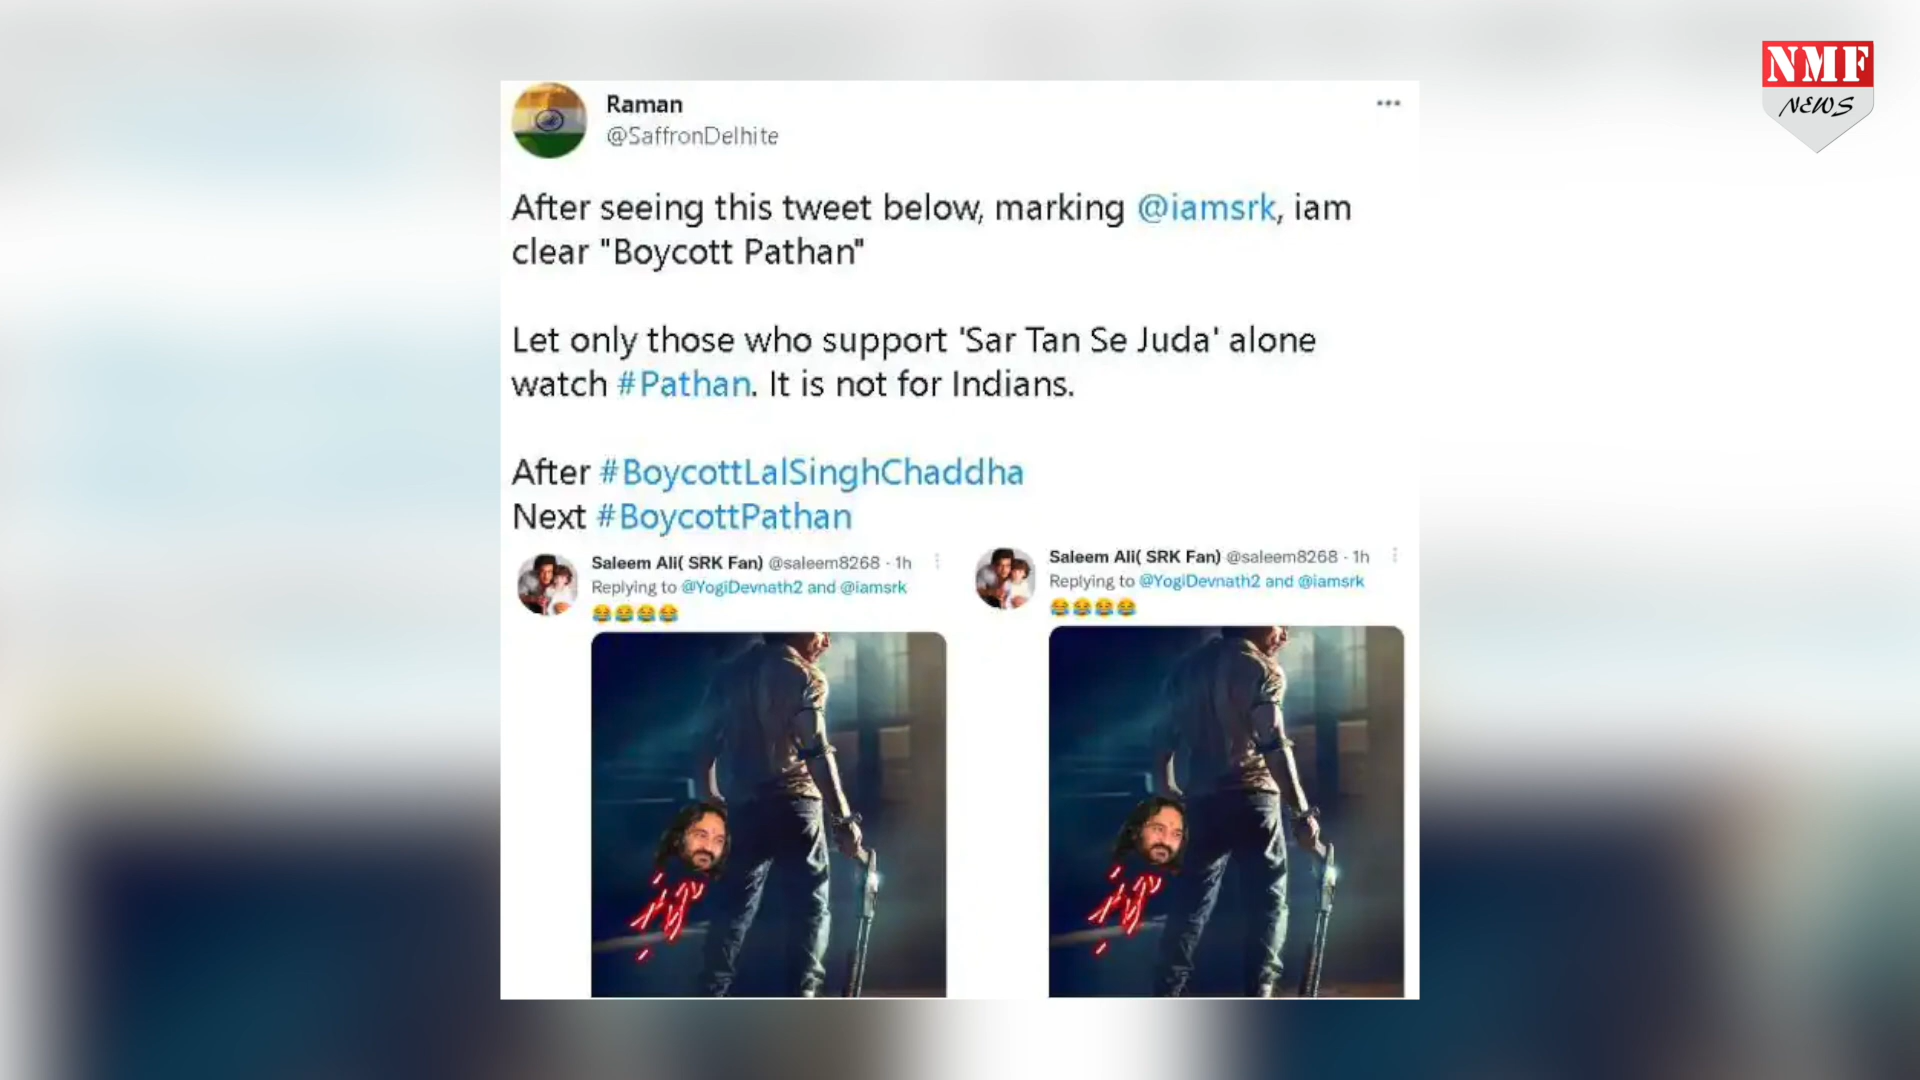 NMF
NEWS
Raman
@SaffronDelhite
After seeing this tweet below, marking @iamsrk, iam
clear "Boycott Pathan"
Let only those who support 'Sar Tan Se Juda' alone
watch #Pathan. It is not for Indians.
After #BoycottLalSinghChaddha
Next #BoycottPathan
Saleem Ali( SRK Fan) @saleem8268 · 1h
Replying to @YogiDevnath2 and @iamsrk
😂😂😂😂
Saleem Ali( SRK Fan) @saleem8268 · 1h
Replying to @YogiDevnath2 and @iamsrk
😂😂😂😂